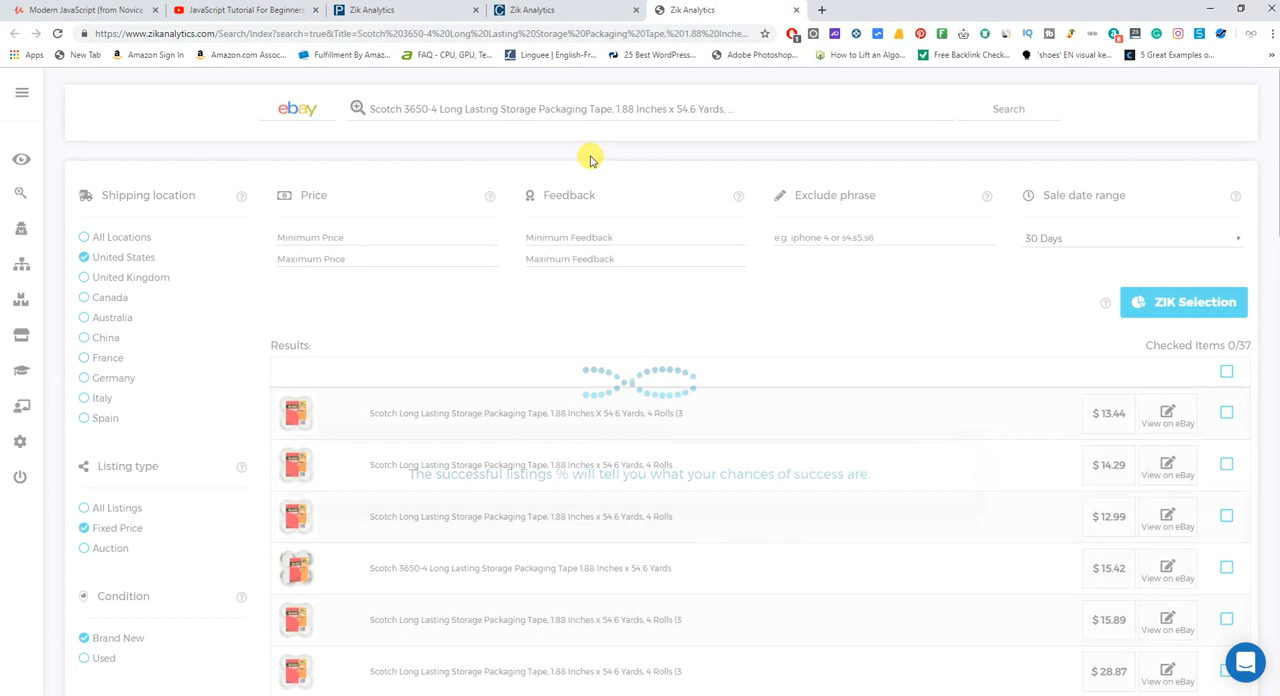 Modern JavaScript (from Novice
JavaScript Tutorial For Beginners
Zik Analytics
Zik Analytics
Zik Analytics
https://www.zikanalytics.com/Search/Index?search=true&Title=Scotch%203650-4%20Long%20Lasting%20Storage%20Packaging%20Tape,%201.88%20Inche...
Apps
New Tab
Amazon Sign In
Amazon.com Assoc...
Fulfillment By Amaz...
FAQ - CPU, GPU, Te...
Linguee | English-Fr...
25 Best WordPress...
Adobe Photoshop...
How to Lift an Algo...
Free Backlink Check...
'shoes' EN visual ke...
5 Great Examples o...
ebay
Scotch 3650-4 Long Lasting Storage Packaging Tape, 1.88 Inches x 54.6 Yards, ...
Search
Shipping location
Price
Feedback
Exclude phrase
Sale date range
All Locations
United States
United Kingdom
Canada
Australia
China
France
Germany
Italy
Spain
Minimum Price
Maximum Price
Minimum Feedback
Maximum Feedback
e.g. iphone 4 or s4,s5,s6
30 Days
ZIK Selection
Results:
Checked Items 0/37
Scotch Long Lasting Storage Packaging Tape, 1.88 Inches X 54.6 Yards, 4 Rolls (3
$ 13.44
View on eBay
Scotch Long Lasting Storage Packaging Tape, 1.88 Inches x 54.6 Yards, 4 Rolls
$ 14.29
View on eBay
The successful listings % will tell you what your chances of success are.
Scotch Long Lasting Storage Packaging Tape, 1.88 Inches x 54.6 Yards, 4 Rolls
$ 12.99
View on eBay
Scotch 3650-4 Long Lasting Storage Packaging Tape 1.88 Inches x 54.6 Yards
$ 15.42
View on eBay
Scotch Long Lasting Storage Packaging Tape, 1.88 Inches x 54.6 Yards, 4 Rolls (3
$ 15.89
View on eBay
Scotch Long Lasting Storage Packaging Tape, 1.88 Inches x 54.6 Yards, 4 Rolls (3
$ 28.87
View on eBay
Listing type
All Listings
Fixed Price
Auction
Condition
Brand New
Used